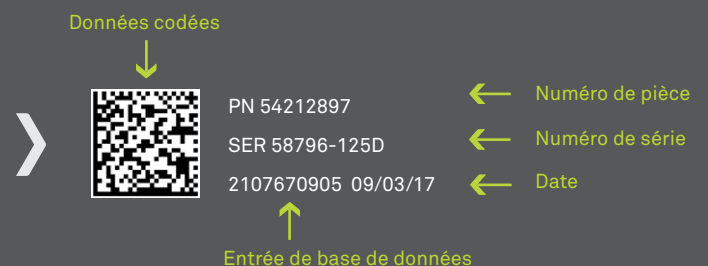 Données codées
PN 54212897
Numéro de pièce
SER 58796-125D
Numéro de série
2107670905 09/03/17
Date
Entrée de base de données